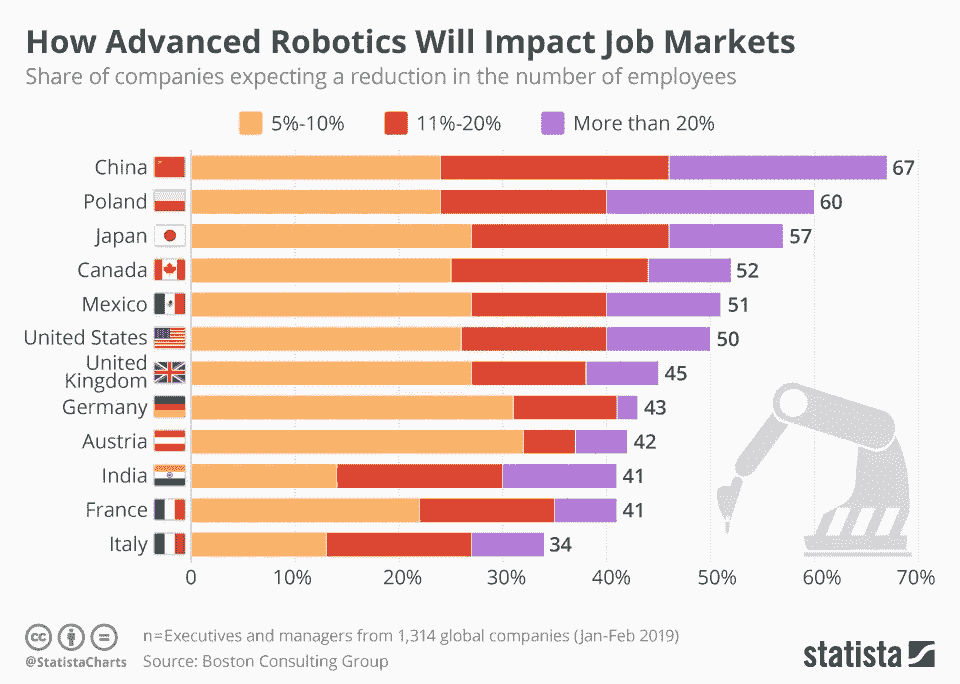 How Advanced Robotics Will Impact Job Markets
Share of companies expecting a reduction in the number of employees
5%-10% 11%-20% More than 20%
China 67
Poland 60
Japan 57
Canada 52
Mexico 51
United States 50
United
Kingdom 45
Germany 43
Austria 42
India 41
France 41
Italy 34
0 10% 20% 30% 40% 50% 60% 70%
cc
@StatistaCharts
n=Executives and managers from 1,314 global companies (Jan-Feb 2019)
Source: Boston Consulting Group
statista